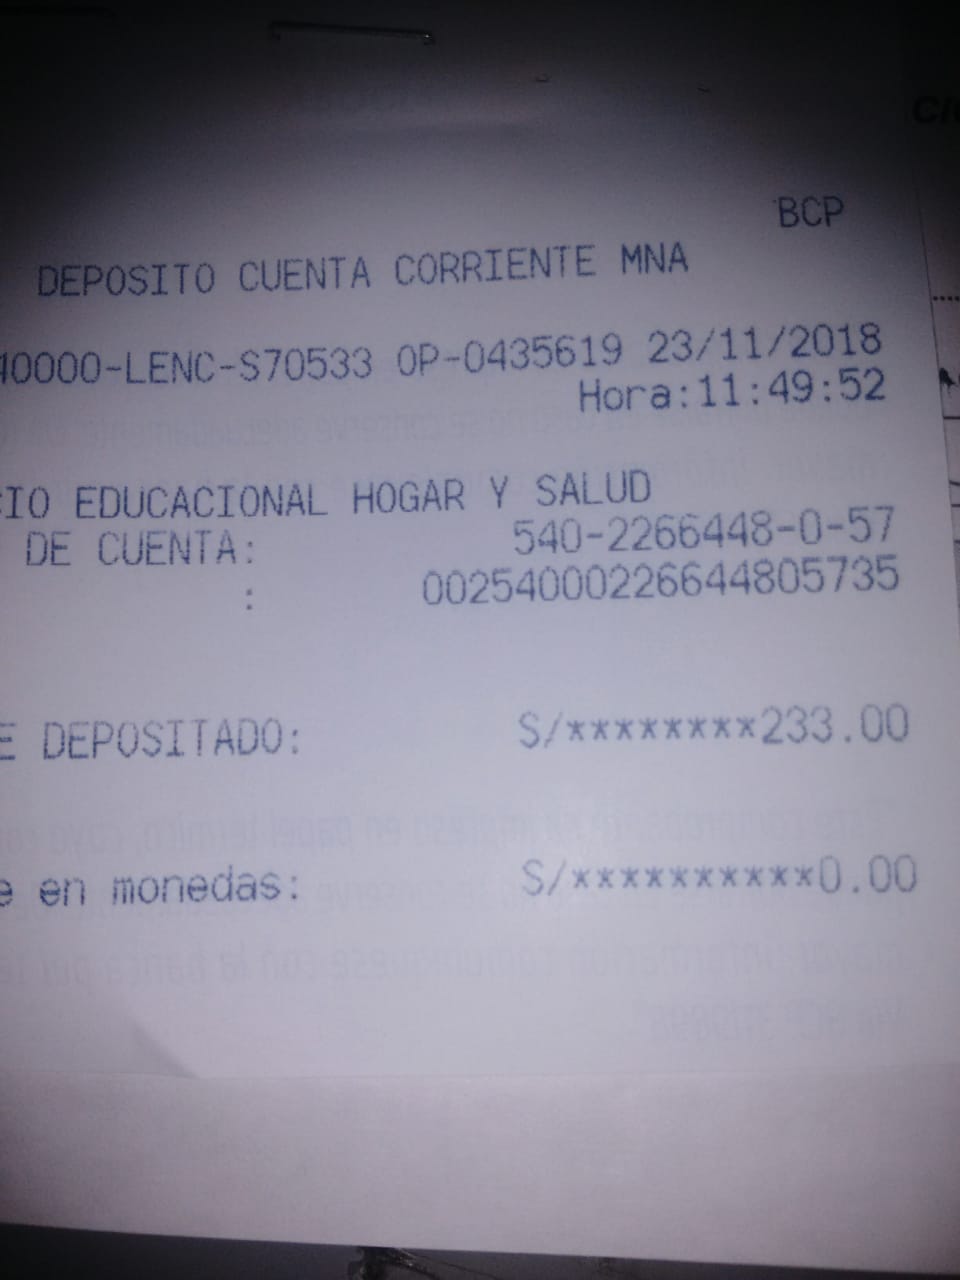 BCP
DEPOSITO CUENTA CORRIENTE MNA
40000-LENC-S70533 OP-0435619 23/11/2018
Hora:11:49:52
CIO EDUCACIONAL HOGAR Y SALUD
DE CUENTA: 540-2266448-0-57
: 00254000226644805735
E DEPOSITADO: S/********233.00
e en monedas: S/**********0.00